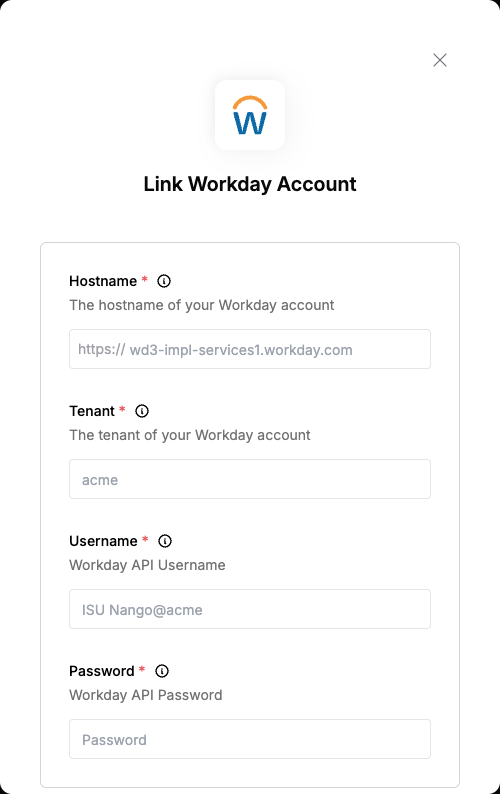 W
Link Workday Account
Hostname *
The hostname of your Workday account
https:// wd3-impl-services1.workday.com
Tenant *
The tenant of your Workday account
acme
Username *
Workday API Username
ISU Nango@acme
Password *
Workday API Password
Password